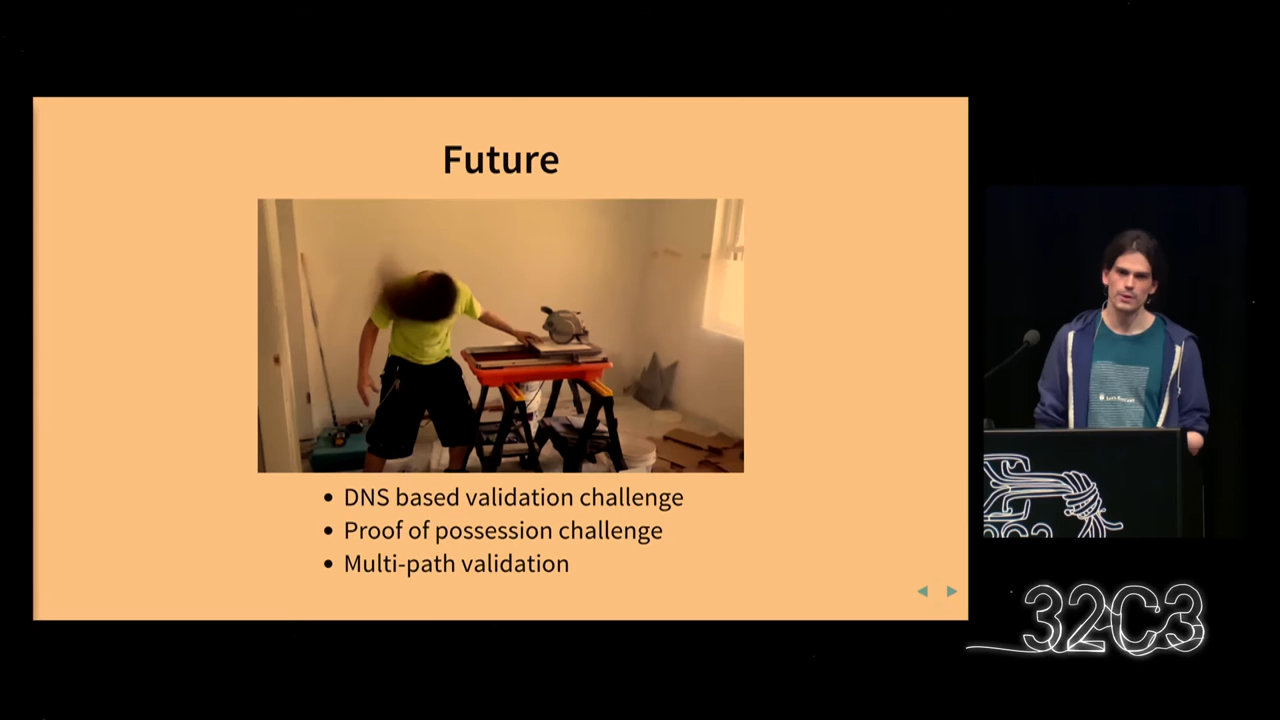 Future
• DNS based validation challenge
• Proof of possession challenge
• Multi-path validation
32C3